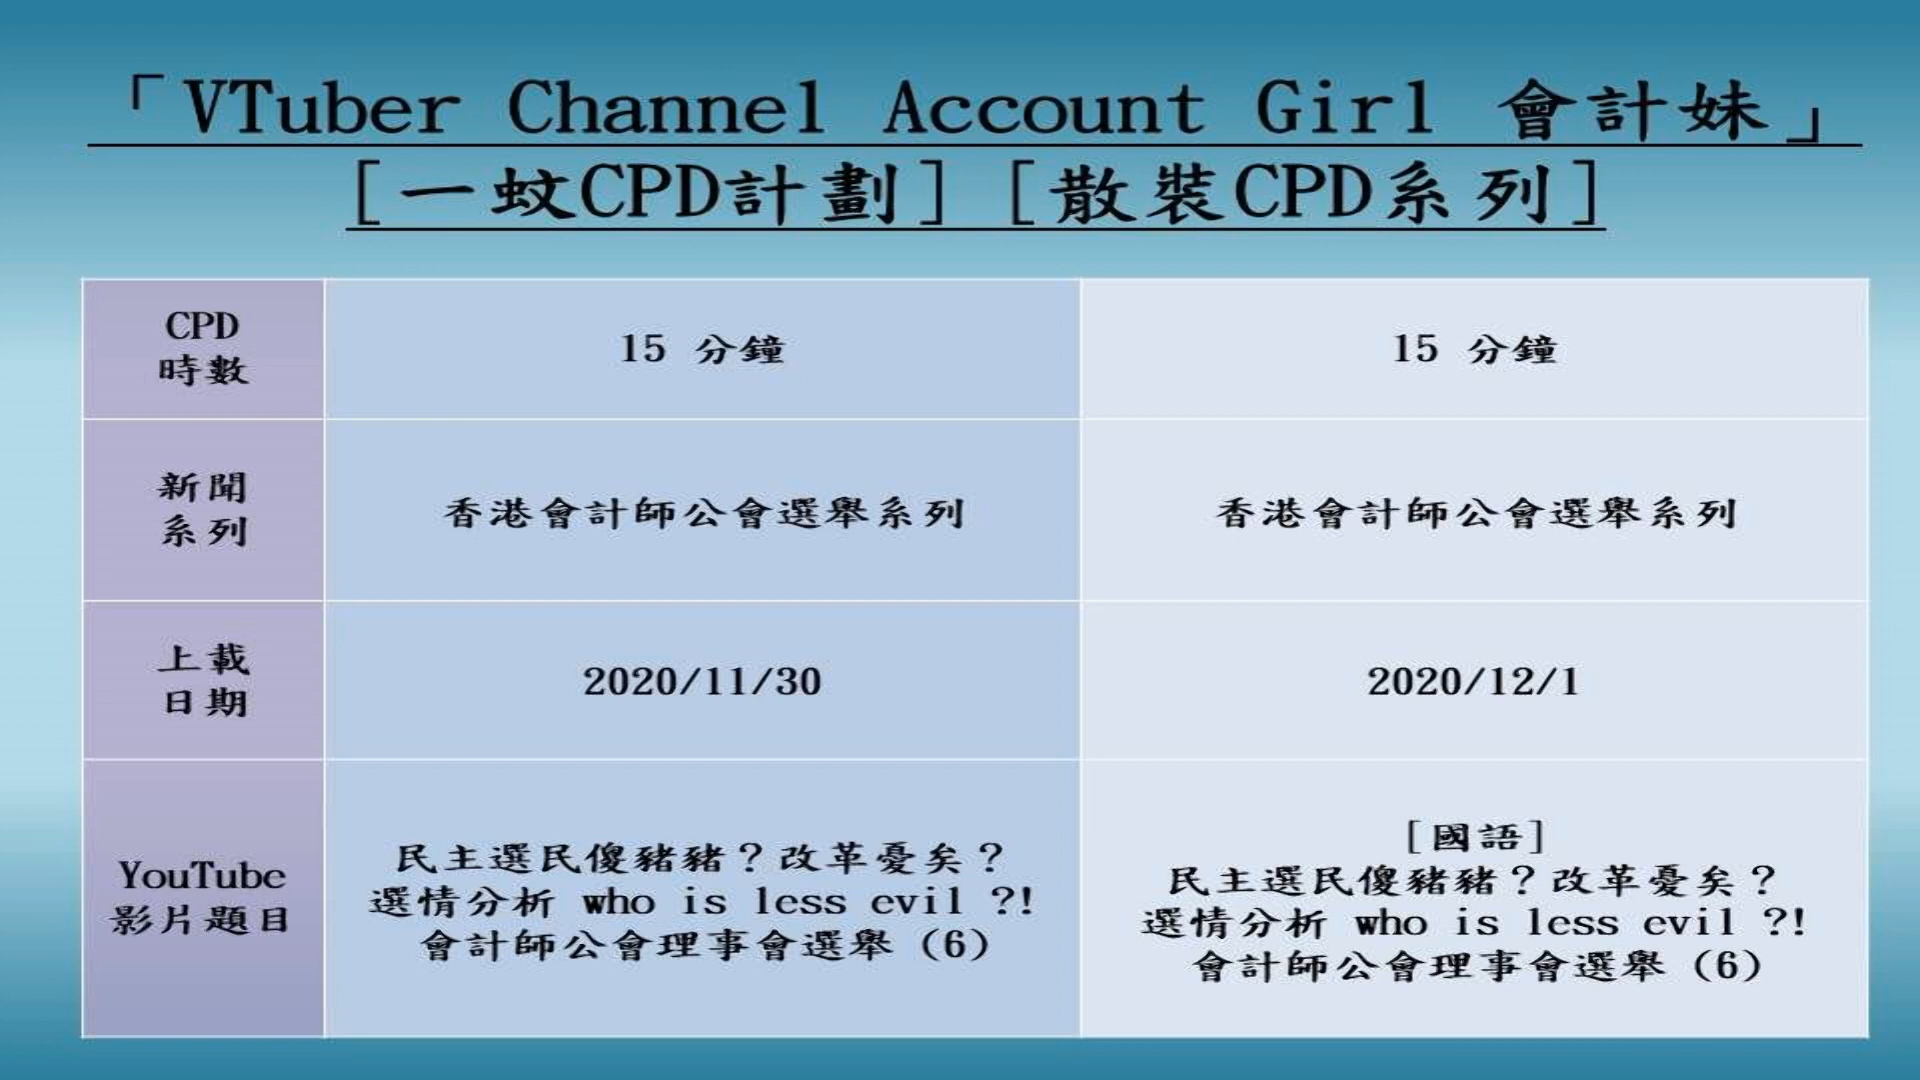 「VTuber Channel Account Girl 會計妹」
[一蚊CPD計劃] [散裝CPD系列]
CPD
時數
15 分鐘
15 分鐘
新聞
系列
香港會計師公會選舉系列
香港會計師公會選舉系列
上載
日期
2020/11/30
2020/12/1
YouTube
影片題目
民主選民傻豬豬？改革憂矣？
選情分析 who is less evil ?!
會計師公會理事會選舉 (6)
[國語]
民主選民傻豬豬？改革憂矣？
選情分析 who is less evil ?!
會計師公會理事會選舉 (6)